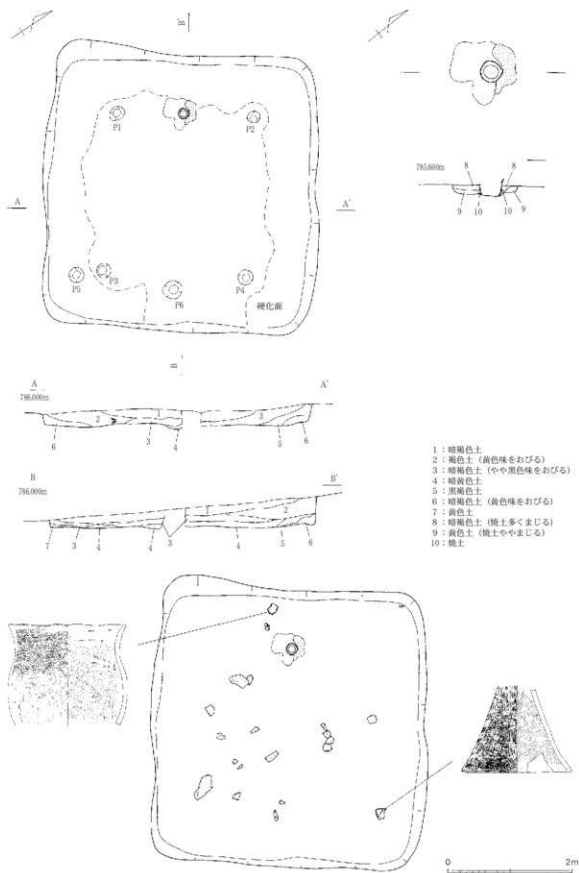 B'
P1
P2
A
A'
P5
P3
P6
P4
硬化面
785.600m
8
8
9
10
10
9
B
A
A'
786.000m
1
2
3
6
3
4
5
6
B
B'
786.000m
1
2
7
3
4
4
3
4
5
6
1：暗褐色土
2：褐色土（黄色味をおびる）
3：暗褐色土（やや黒色味をおびる）
4：暗黄色土
5：黒褐色土
6：暗褐色土（黄色味をおびる）
7：黄色土
8：暗褐色土（焼土多くまじる）
9：黄色土（焼土ややまじる）
10：焼土
0
2m